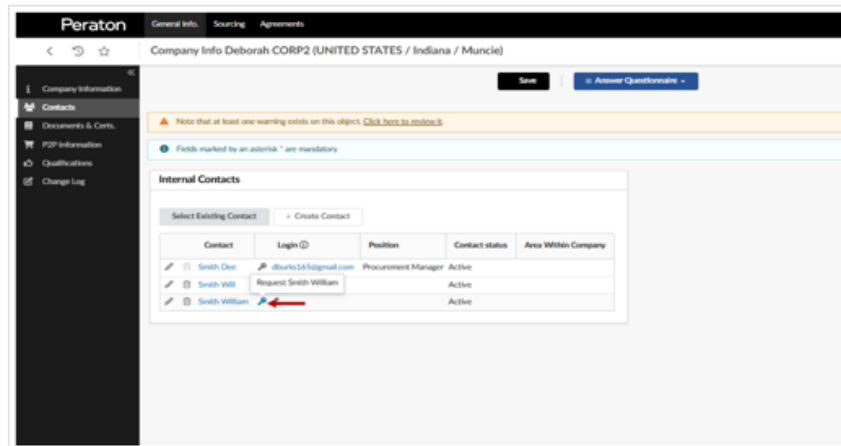 Peraton General Info. Sourcing Agreements
Company Info Deborah CORP2 (UNITED STATES / Indiana / Muncie)
Save Answer Questionnaire
Company Information
Contacts
Documents & Certs.
P2P Information
Qualifications
Change Log
Note that at least one warning exists on this object. Click here to review it.
Fields marked by an asterisk * are mandatory
Internal Contacts
Select Existing Contact + Create Contact
Contact Login Position Contact status Area Within Company
Smith Dee dburks165@gmail.com Procurement Manager Active
Smith Will Active
Request Smith William
Smith William Active